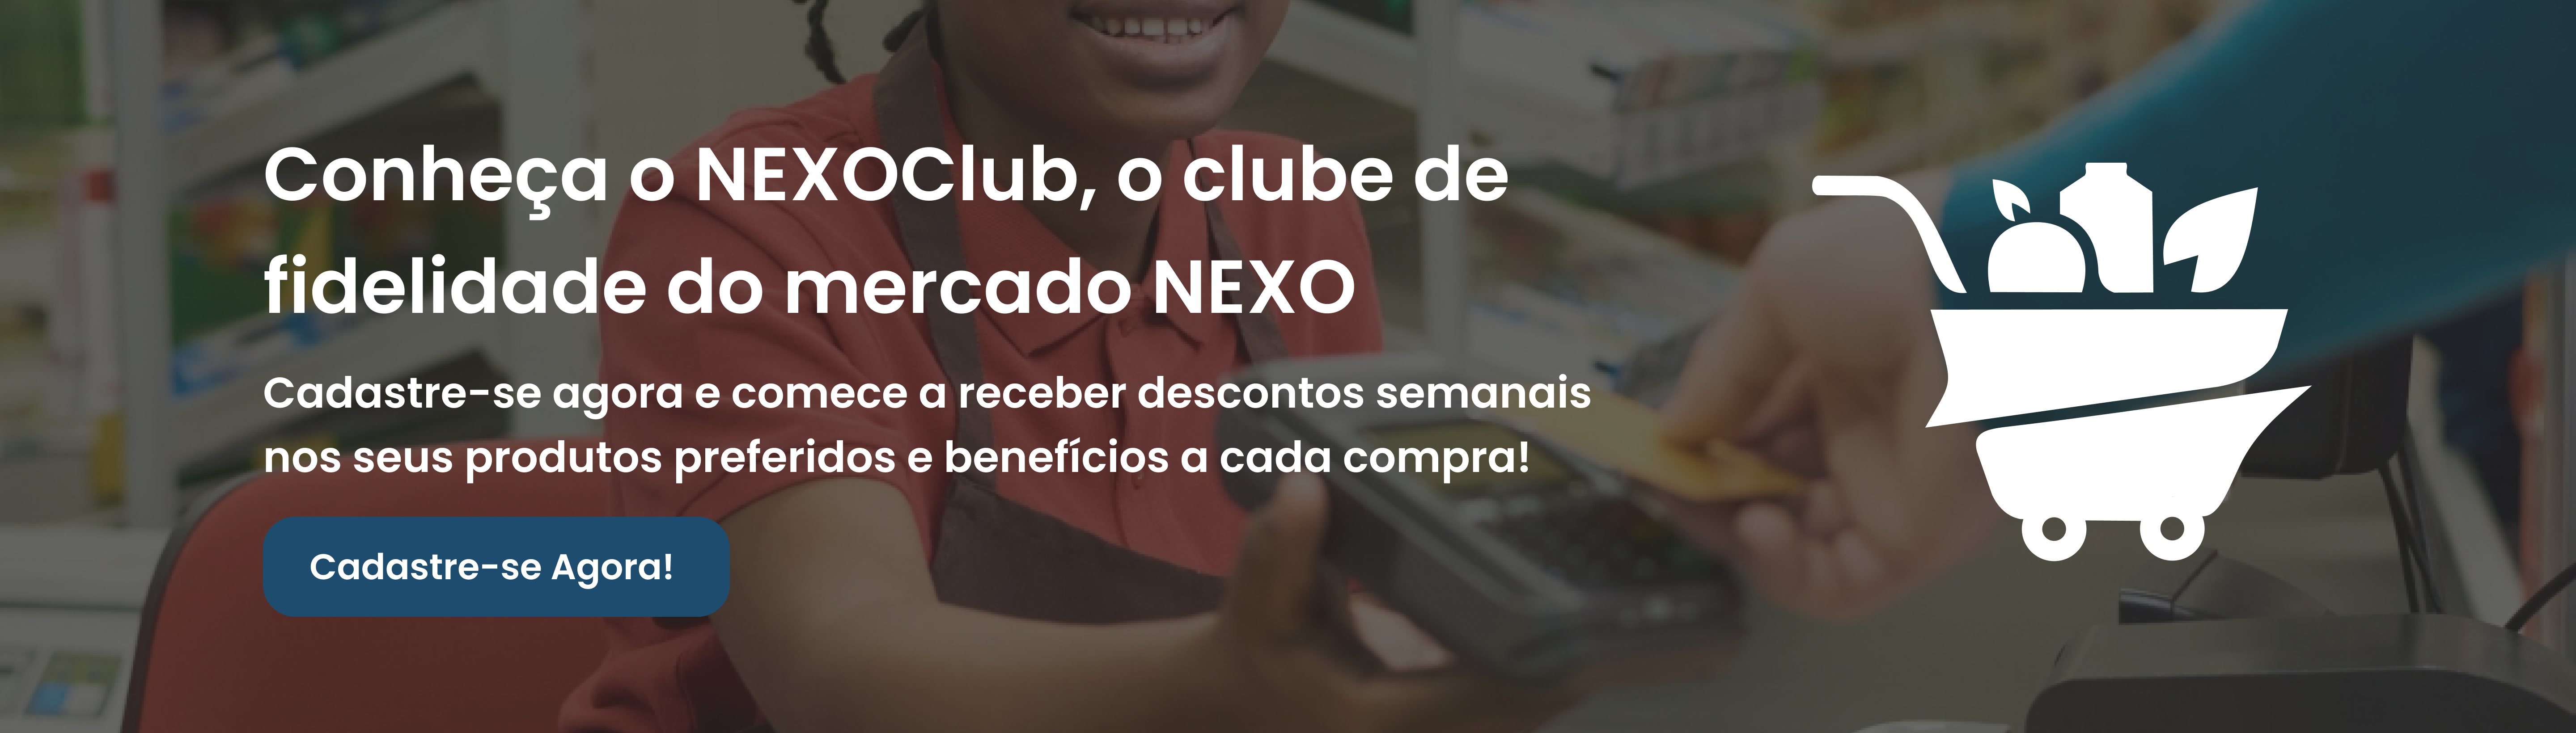 Conheça o NEXOClub, o clube de
fidelidade do mercado NEXO
Cadastre-se agora e comece a receber descontos semanais
nos seus produtos preferidos e benefícios a cada compra!
Cadastre-se Agora!